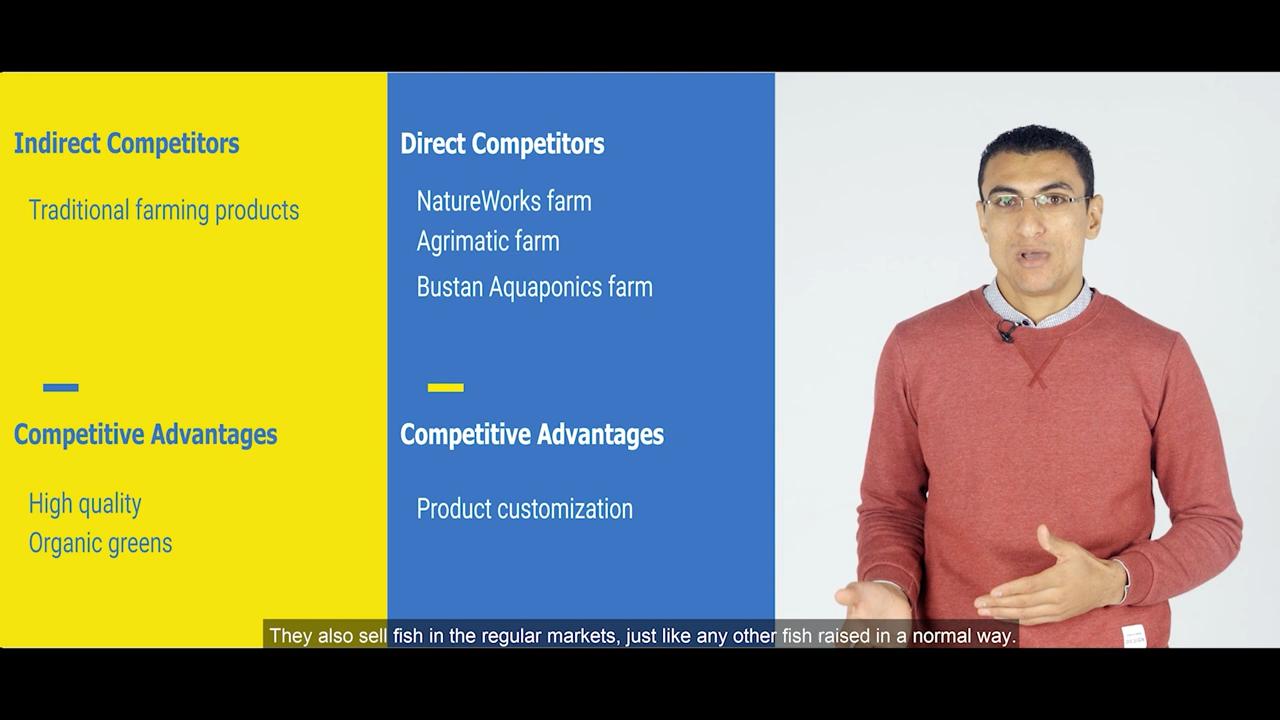 Indirect Competitors
Traditional farming products
Competitive Advantages
High quality
Organic greens
Direct Competitors
NatureWorks farm
Agrimatic farm
Bustan Aquaponics farm
Competitive Advantages
Product customization
They also sell fish in the regular markets, just like any other fish raised in a normal way.